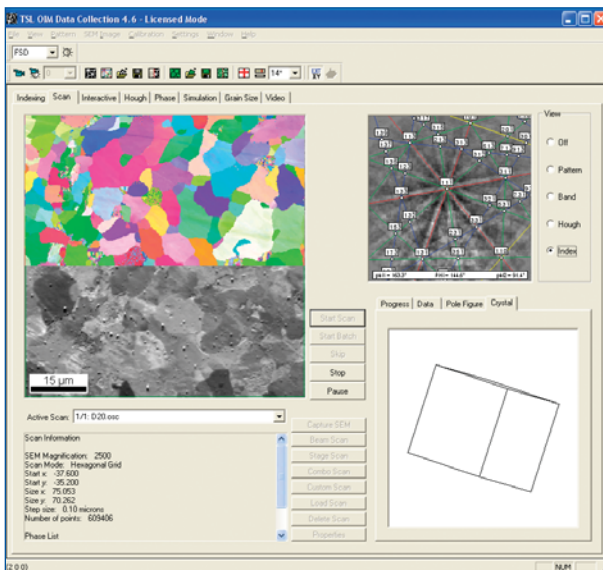 TSL OIM Data Collection 4.6 - Licensed Mode
File View Pattern SEM Image Calibration Settings Window Help
FSD
0 14°
Indexing Scan Interactive Hough Phase Simulation Grain Size Video
View
Off
Pattern
Band
Hough
Index
Start Scan
Start Batch
Skip
Stop
Pause
15 µm
Progress Data Pole Figure Crystal
Active Scan: 1/1: D20.osc
Capture SEM
Beam Scan
Stage Scan
Combo Scan
Custom Scan
Load Scan
Delete Scan
Properties
Scan Information
SEM Magnification: 2500
Scan Mode: Hexagonal Grid
Start x: -37.600
Start y: -35.200
Size x: 75.053
Size y: 70.262
Step size: 0.10 microns
Number of points: 609406
Phase List
(2 0 0)
NUM